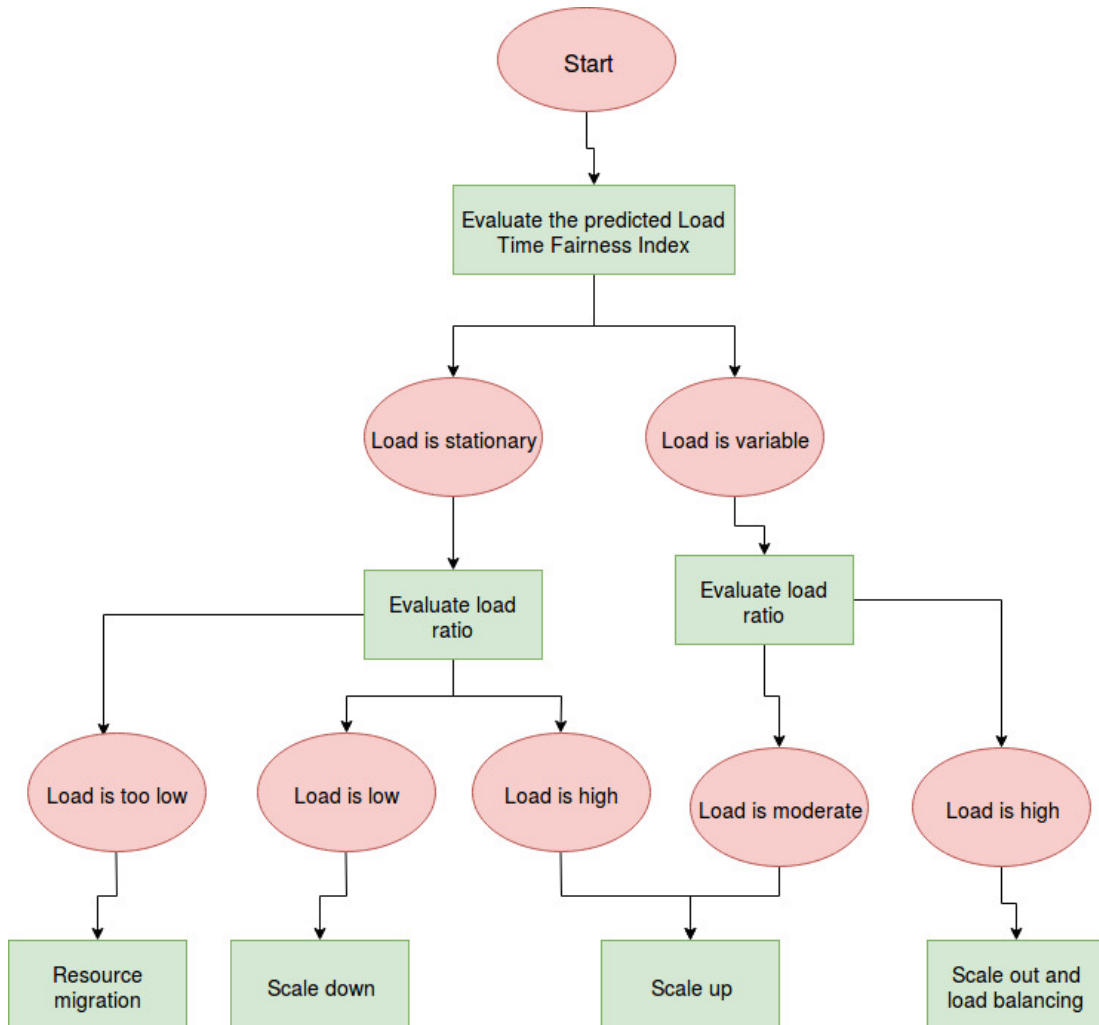 Start
Evaluate the predicted Load
Time Fairness Index
Load is stationary
Load is variable
Evaluate load
ratio
Evaluate load
ratio
Load is too low
Load is low
Load is high
Load is moderate
Load is high
Resource
migration
Scale down
Scale up
Scale out and
load balancing